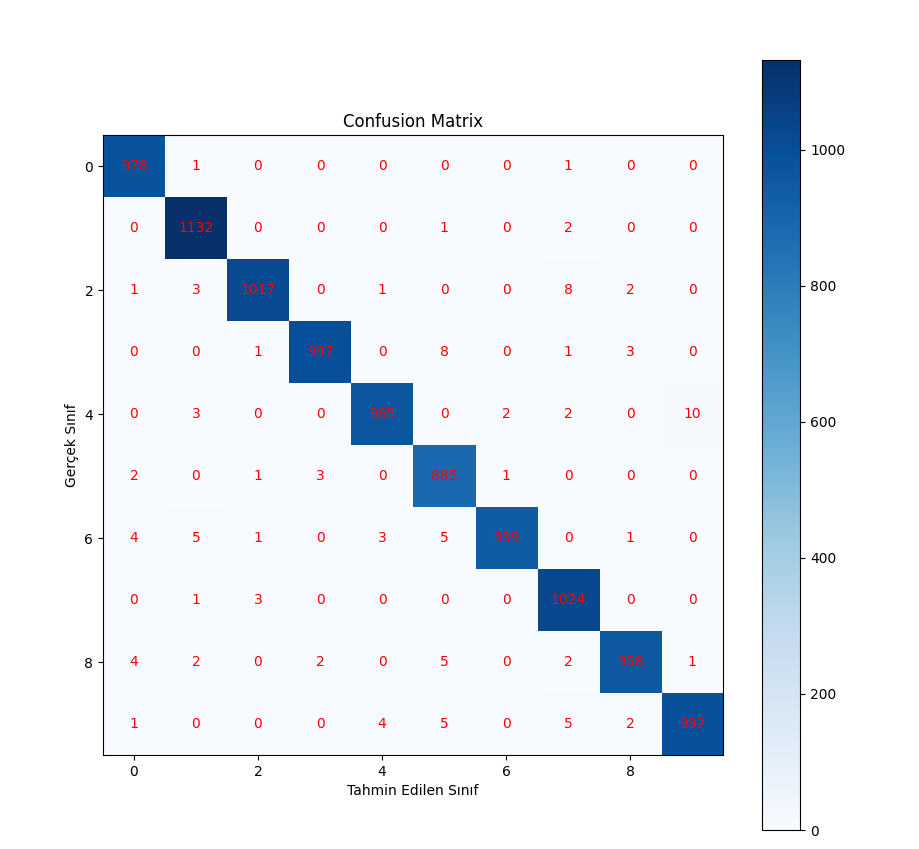 Confusion Matrix
0 978 1 0 0 0 0 0 1 0 0
0 1132 0 0 0 1 0 2 0 0
2 1 3 1017 0 1 0 0 8 2 0
0 0 1 997 0 8 0 1 3 0
4 0 3 0 0 965 0 2 2 0 10
2 0 1 3 0 885 1 0 0 0
6 4 5 1 0 3 5 939 0 1 0
0 1 3 0 0 0 0 1024 0 0
8 4 2 0 2 0 5 0 2 958 1
1 0 0 0 4 5 0 5 2 992
0 2 4 6 8
Tahmin Edilen Sınıf
Gerçek Sınıf
1000
800
600
400
200
0